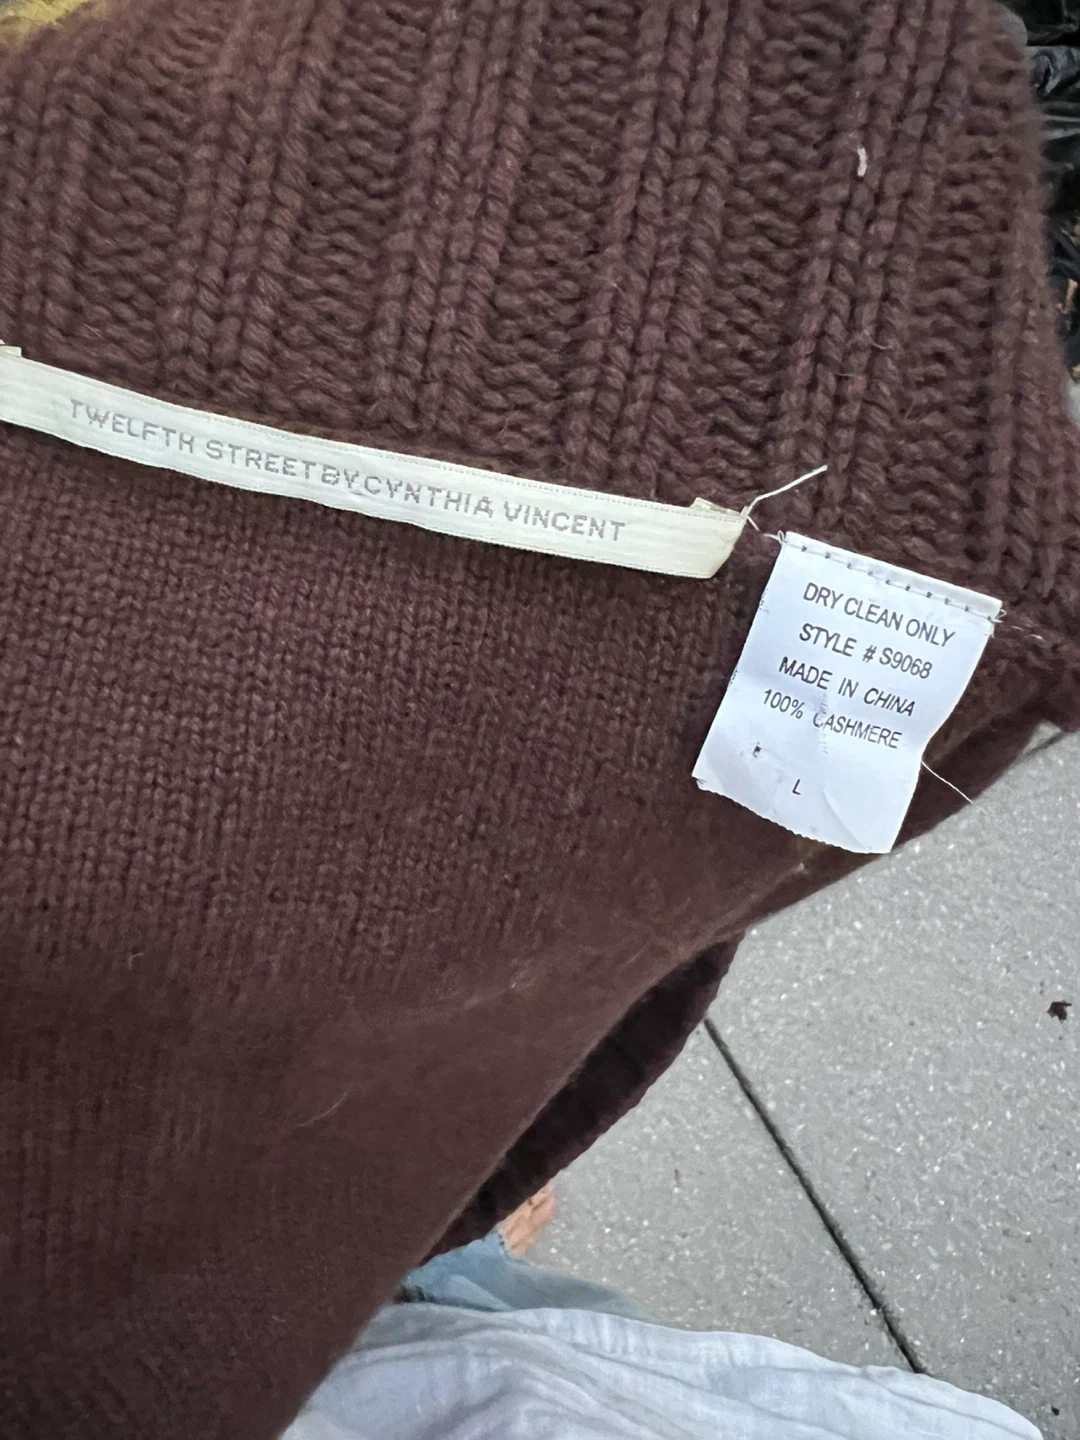 TWELFTH STREET BY CYNTHIA VINCENT
DRY CLEAN ONLY
STYLE # S9068
MADE IN CHINA
100% CASHMERE
L